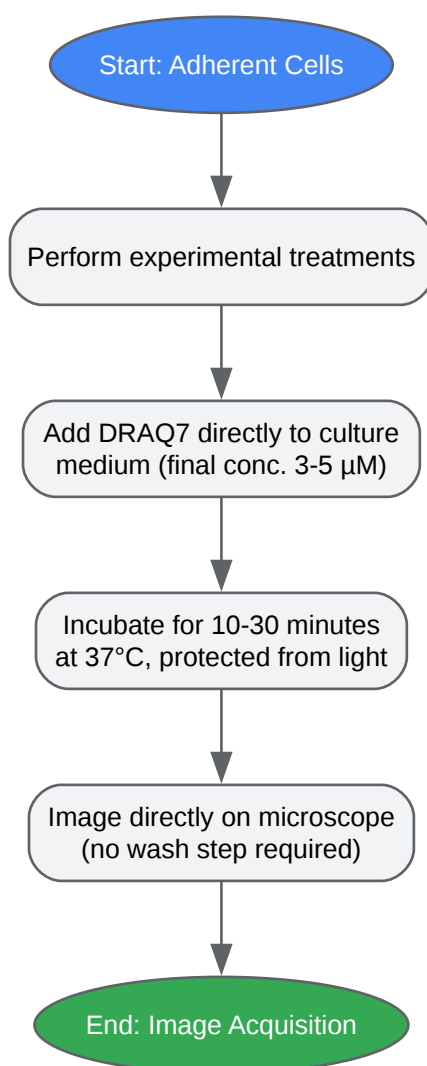 Start: Adherent Cells
Perform experimental treatments
Add DRAQ7 directly to culture
medium (final conc. 3-5 µM)
Incubate for 10-30 minutes
at 37°C, protected from light
Image directly on microscope
(no wash step required)
End: Image Acquisition